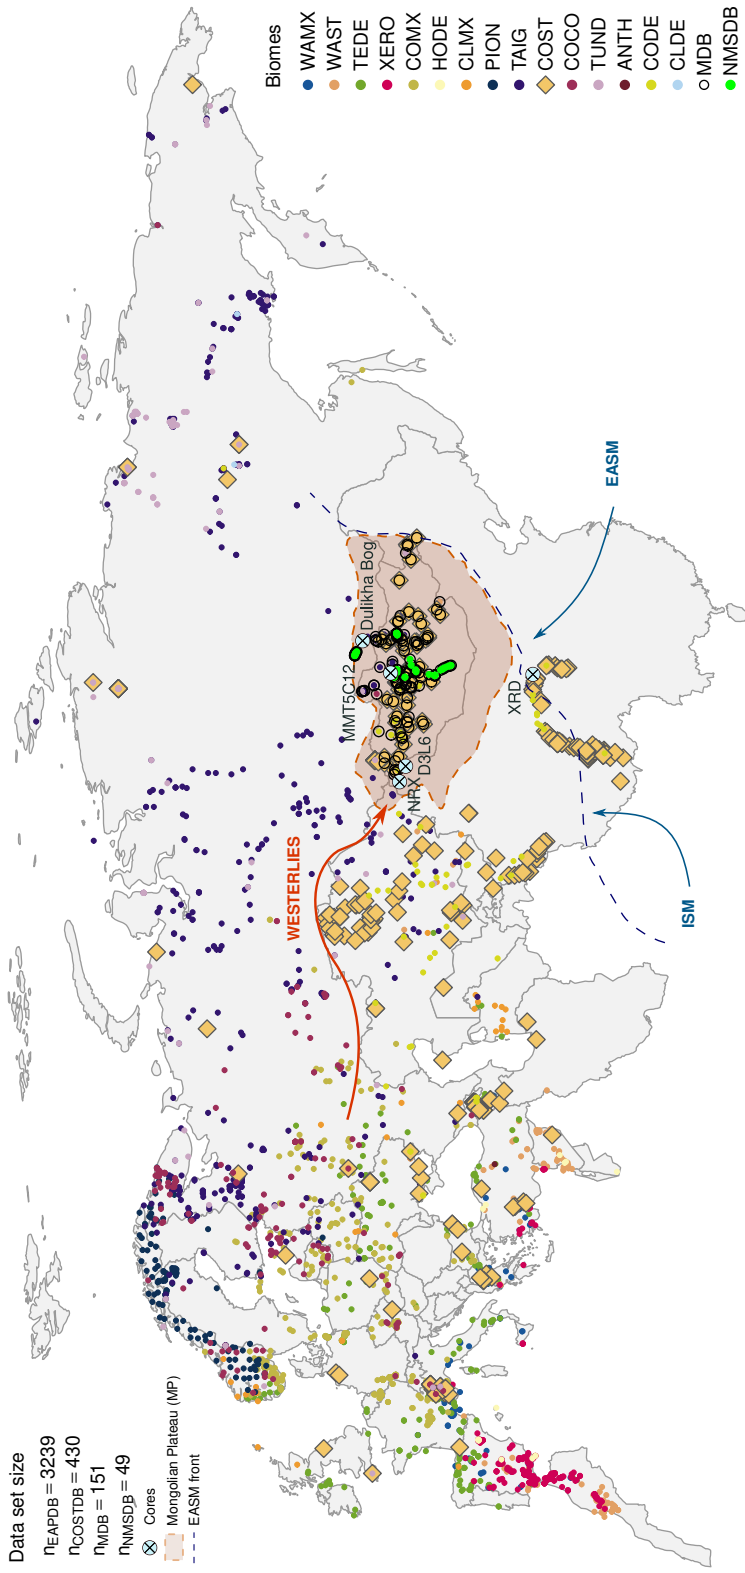 Data set size
nEAPDB = 3239
nCOSTDB = 430
nMDB = 151
nNMSDB = 49
Cores
Mongolian Plateau (MP)
EASM front
WESTERLIES
MMT5C12
Dulikha Bog
NRX
D3L6
XRD
EASM
ISM
Biomes
WAMX
WAST
TEDE
XERO
COMX
HODE
CLMX
PION
TAIG
COST
COCO
TUND
ANTH
CODE
CLDE
MDB
NMSDB